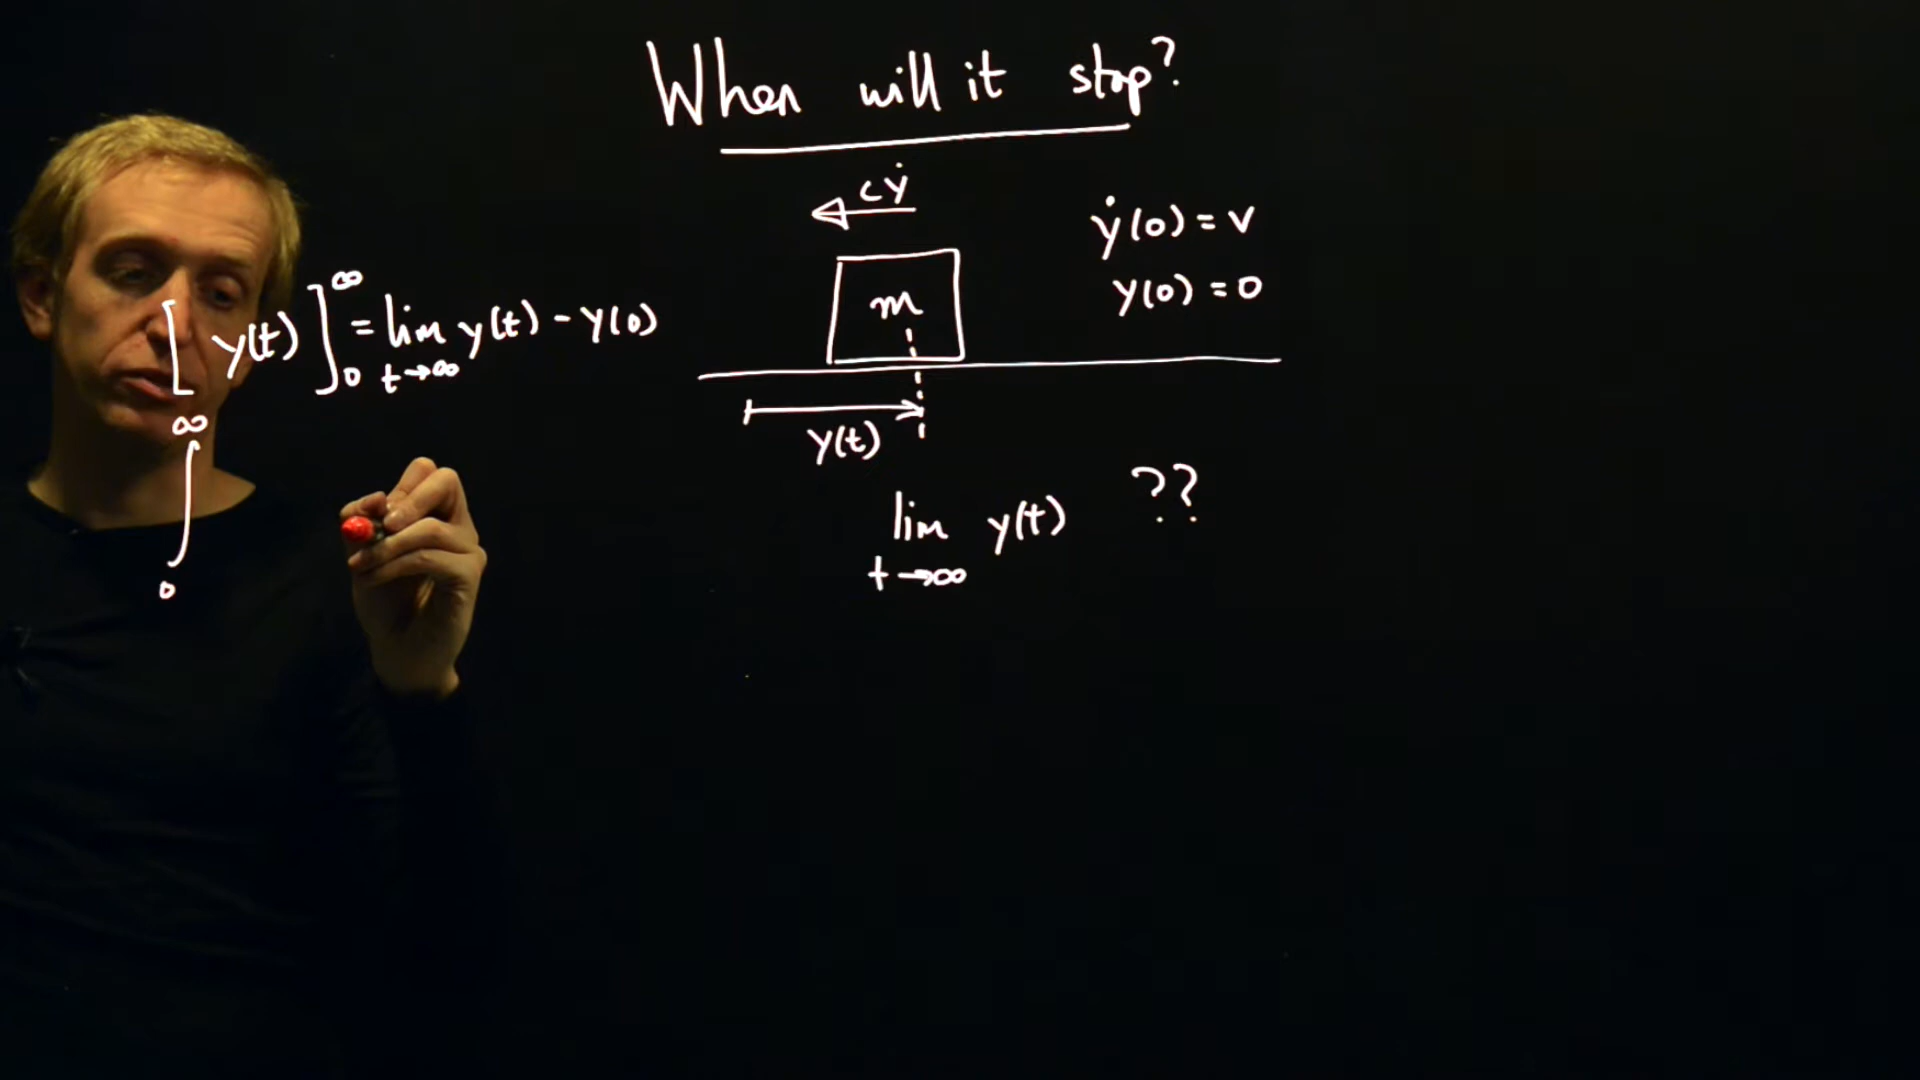 When will it stop?
cẏ
ẏ(0) = v
m
y(0) = 0
[y(t)]₀^∞ = lim y(t) - y(0)
t→∞
y(t)
∞
∫
0
lim y(t) ??
t→∞